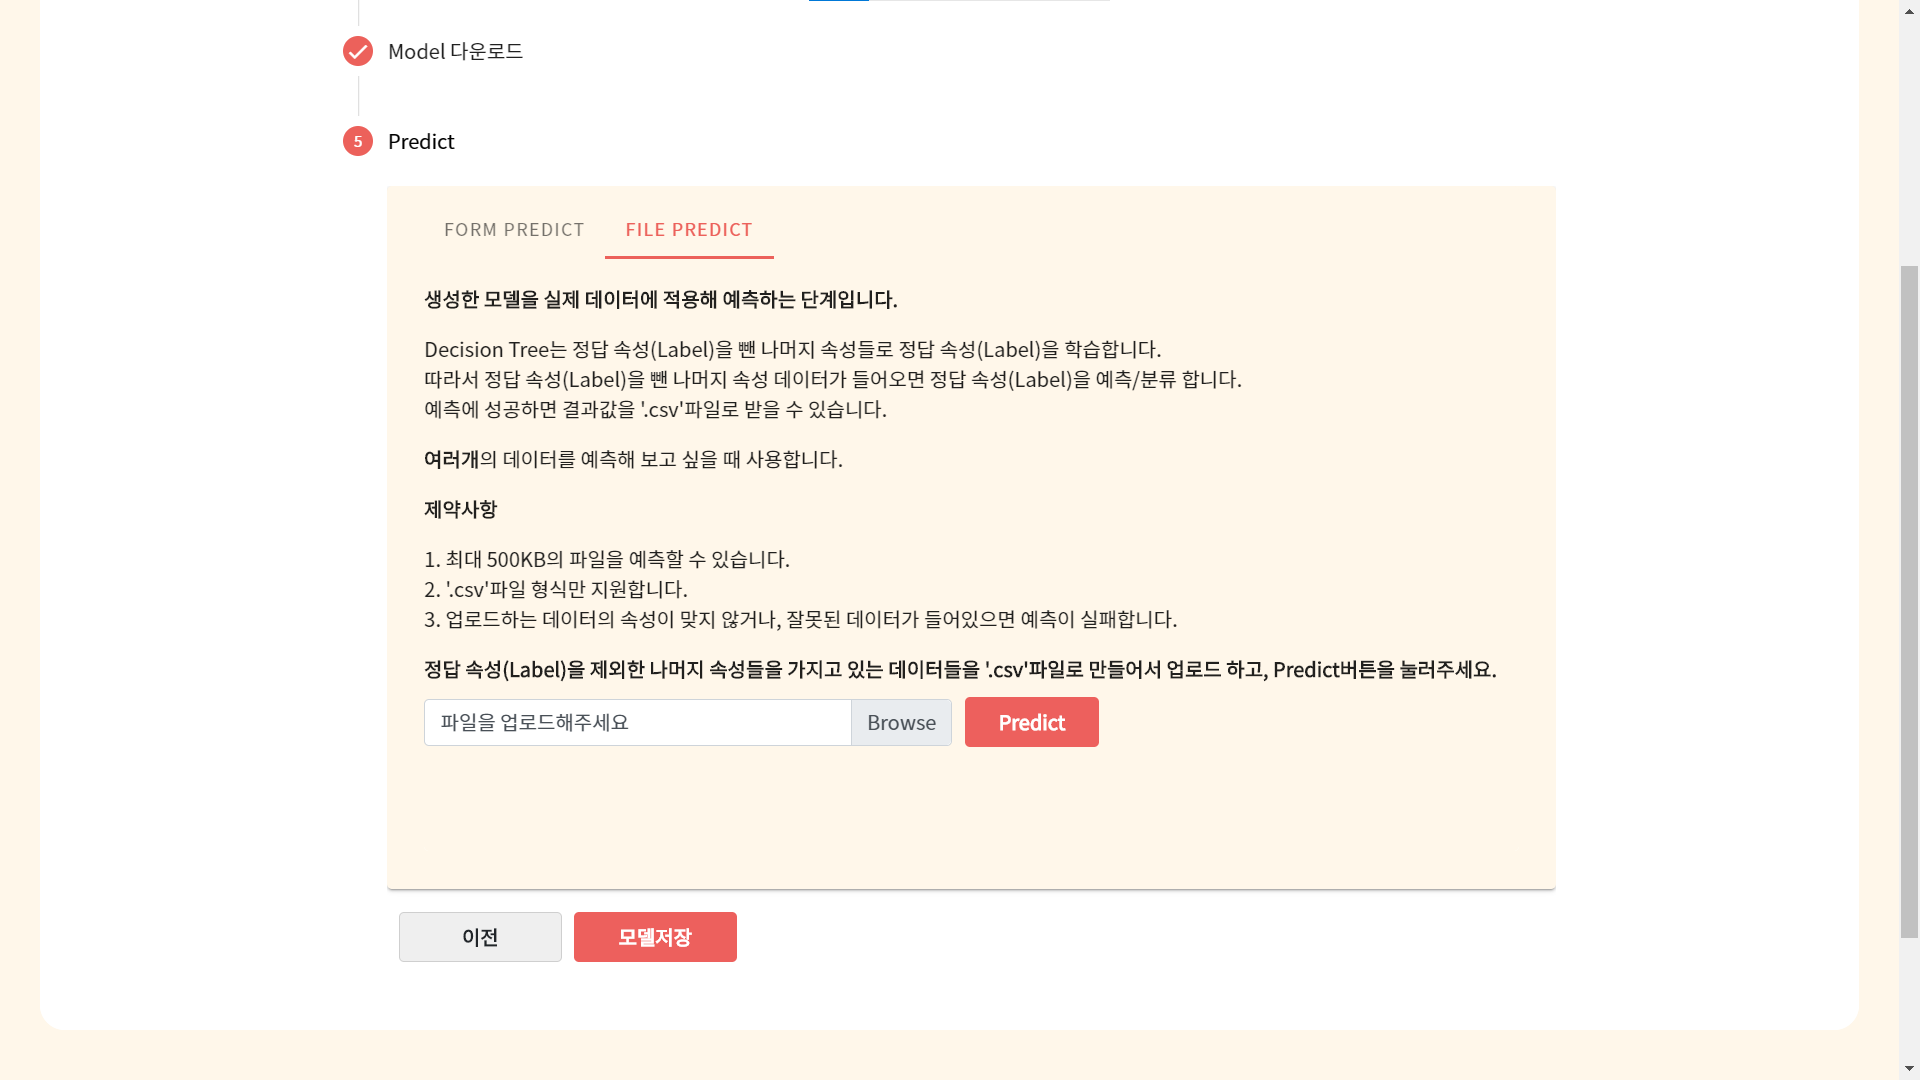 Model 다운로드
5 Predict
FORM PREDICT FILE PREDICT
생성한 모델을 실제 데이터에 적용해 예측하는 단계입니다.
Decision Tree는 정답 속성(Label)을 뺀 나머지 속성들로 정답 속성(Label)을 학습합니다.
따라서 정답 속성(Label)을 뺀 나머지 속성 데이터가 들어오면 정답 속성(Label)을 예측/분류 합니다.
예측에 성공하면 결과값을 '.csv'파일로 받을 수 있습니다.
여러개의 데이터를 예측해 보고 싶을 때 사용합니다.
제약사항
1. 최대 500KB의 파일을 예측할 수 있습니다.
2. '.csv'파일 형식만 지원합니다.
3. 업로드하는 데이터의 속성이 맞지 않거나, 잘못된 데이터가 들어있으면 예측이 실패합니다.
정답 속성(Label)을 제외한 나머지 속성들을 가지고 있는 데이터들을 '.csv'파일로 만들어서 업로드 하고, Predict버튼을 눌러주세요.
파일을 업로드해주세요 Browse Predict
이전 모델저장